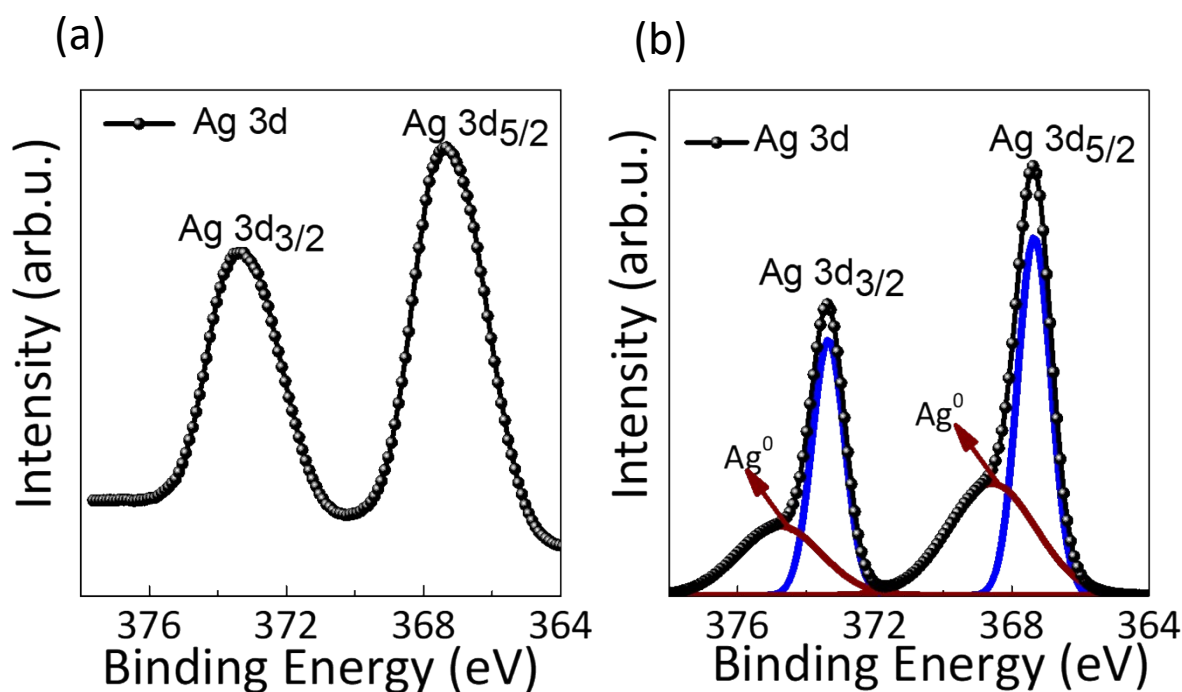 (a)
Ag 3d
Ag 3d5/2
Ag 3d3/2
Intensity (arb.u.)
376 372 368 364
Binding Energy (eV)
(b)
Ag 3d
Ag 3d5/2
Ag 3d3/2
Ag0
Ag0
Intensity (arb.u.)
376 372 368 364
Binding Energy (eV)